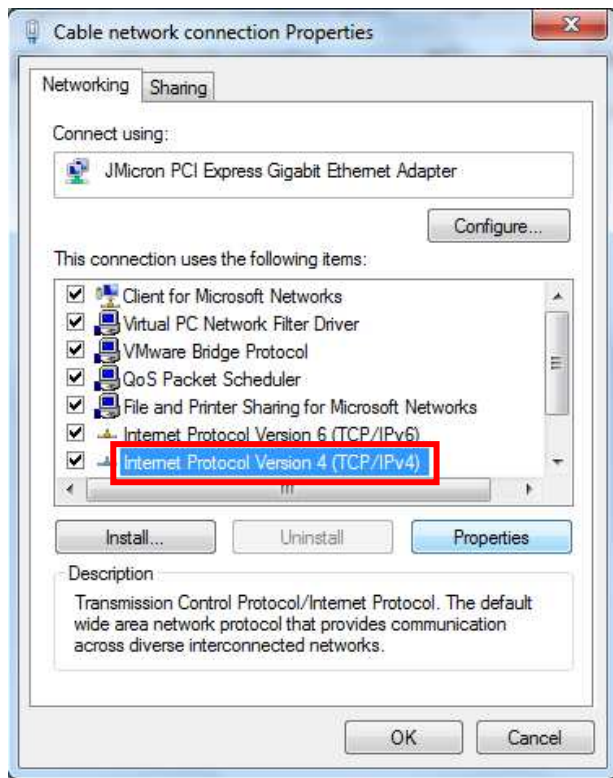 Cable network connection Properties
Networking
Sharing
Connect using:
JMicron PCI Express Gigabit Ethernet Adapter
Configure...
This connection uses the following items:
Client for Microsoft Networks
Virtual PC Network Filter Driver
VMware Bridge Protocol
QoS Packet Scheduler
File and Printer Sharing for Microsoft Networks
Internet Protocol Version 6 (TCP/IPv6)
Internet Protocol Version 4 (TCP/IPv4)
Install...
Uninstall
Properties
Description
Transmission Control Protocol/Internet Protocol. The default
wide area network protocol that provides communication
across diverse interconnected networks.
OK
Cancel